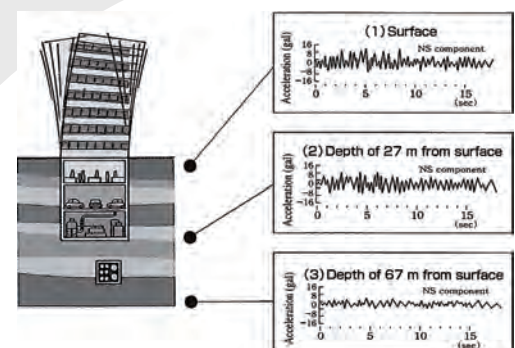 (1) Surface
NS component
Acceleration (gal)
16
8
0
-8
-16
0 5 10 15
(sec)
(2) Depth of 27 m from surface
NS component
Acceleration (gal)
16
8
0
-8
-16
0 5 10 15
(sec)
(3) Depth of 67 m from surface
NS component
Acceleration (gal)
16
8
0
-8
-16
0 5 10 15
(sec)